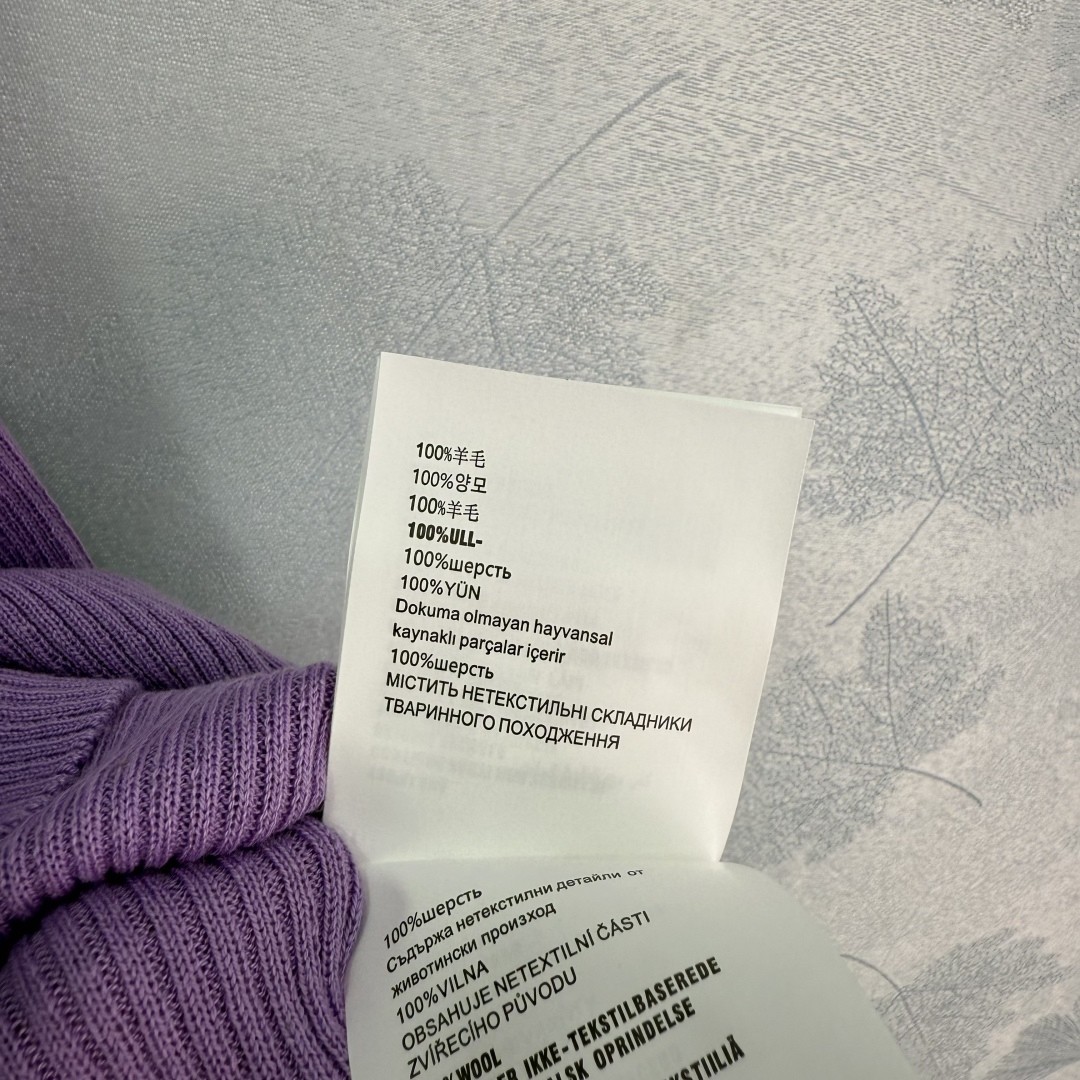 100%羊毛
100%양모
100%羊毛
100%ULL-
100%шерсть
100%YÜN
Dokuma olmayan hayvansal
kaynaklı parçalar içerir
100%шерсть
МІСТИТЬ НЕТЕКСТИЛЬНІ СКЛАДНИКИ
ТВАРИННОГО ПОХОДЖЕННЯ
100%шерсть
Съдържа нетекстилни детайли от
животински произход
100%VILNA
OBSAHUJE NETEXTILNÍ ČÁSTI
ZVÍŘECÍHO PŮVODU
%WOOL
IKKE-TEKSTILBASEREDE
OPRINDELSE